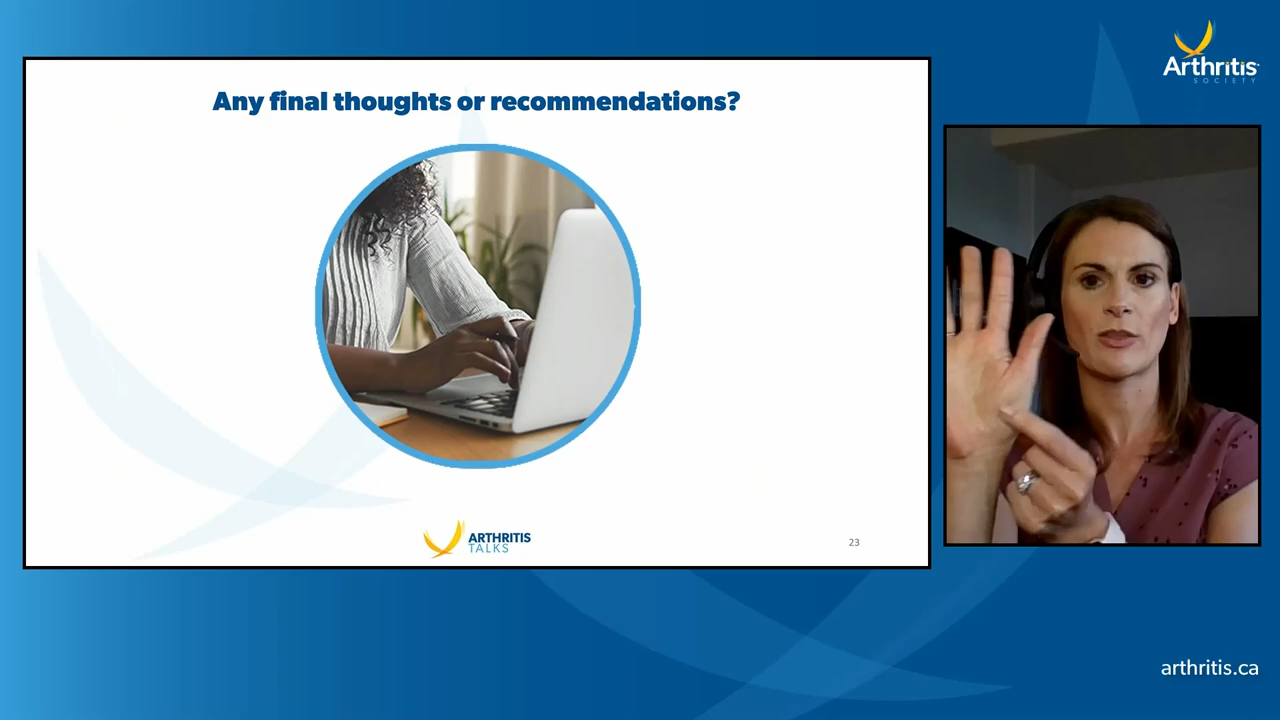 Any final thoughts or recommendations?
ARTHRITIS
TALKS
23
Arthritis
SOCIETY
arthritis.ca